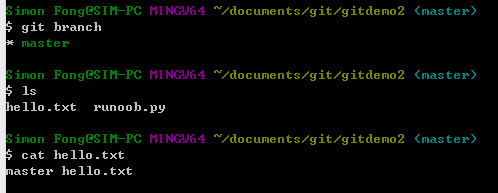 Simon Fong@SIM-PC MINGW64 ~/documents/git/gitdemo2 (master)
$ git branch
* master
Simon Fong@SIM-PC MINGW64 ~/documents/git/gitdemo2 (master)
$ ls
hello.txt  runoob.py
Simon Fong@SIM-PC MINGW64 ~/documents/git/gitdemo2 (master)
$ cat hello.txt
master hello.txt